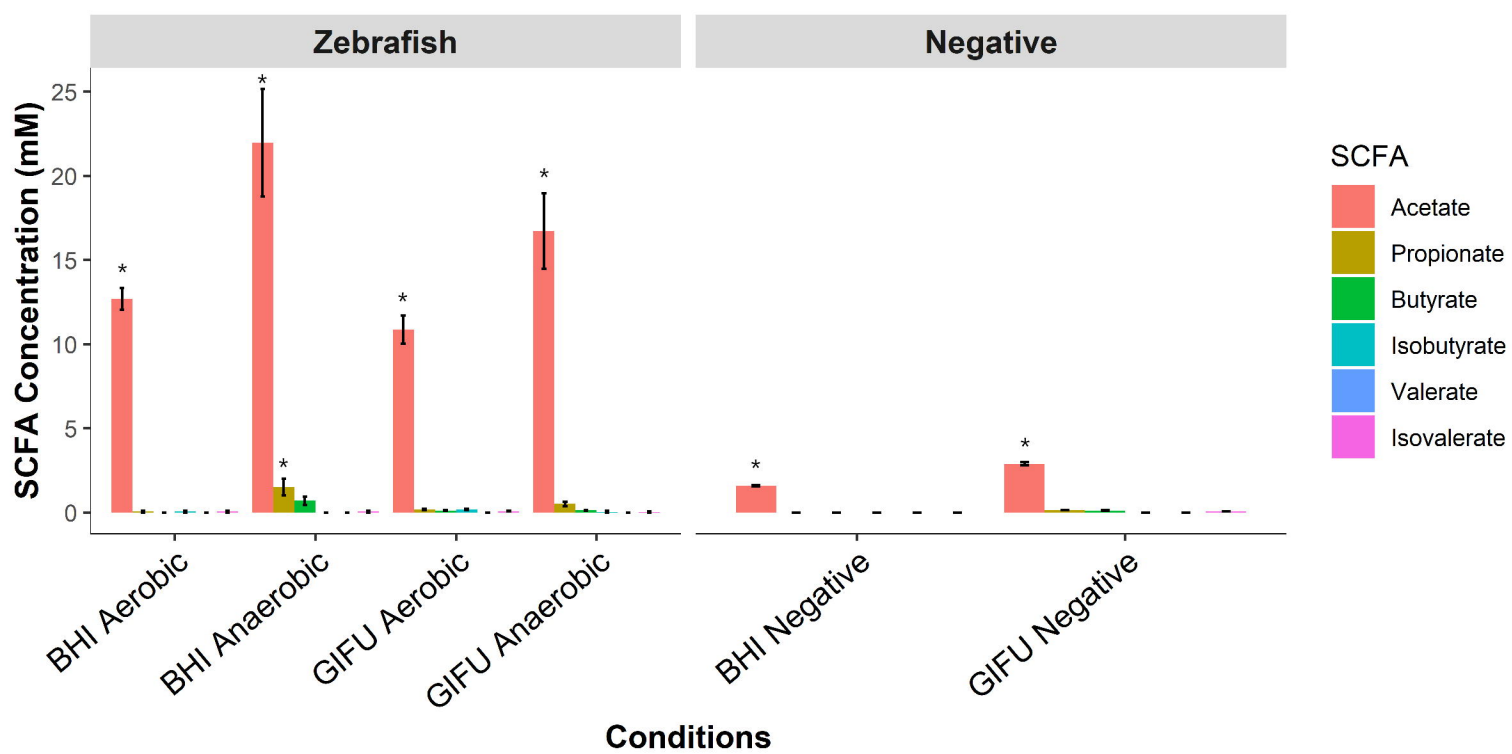 Zebrafish
Negative
SCFA Concentration (mM)
25
20
15
10
5
0
*
*
*
*
*
*
*
BHI Aerobic
BHI Anaerobic
GIFU Aerobic
GIFU Anaerobic
BHI Negative
GIFU Negative
Conditions
SCFA
Acetate
Propionate
Butyrate
Isobutyrate
Valerate
Isovalerate